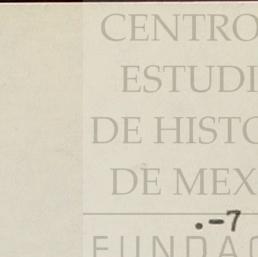 CENTRO
ESTUDI
DE HISTO
DE MEX
.-7
FUNDAC